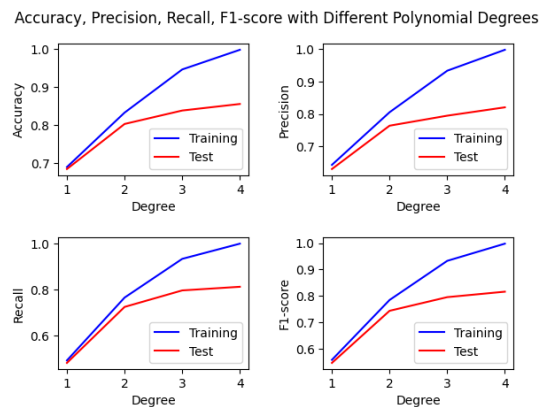 Accuracy, Precision, Recall, F1-score with Different Polynomial Degrees
Accuracy
1.0
0.9
0.8
0.7
Training
Test
1 2 3 4
Degree
Precision
1.0
0.9
0.8
0.7
Training
Test
1 2 3 4
Degree
Recall
1.0
0.8
0.6
Training
Test
1 2 3 4
Degree
F1-score
1.0
0.9
0.8
0.7
0.6
Training
Test
1 2 3 4
Degree